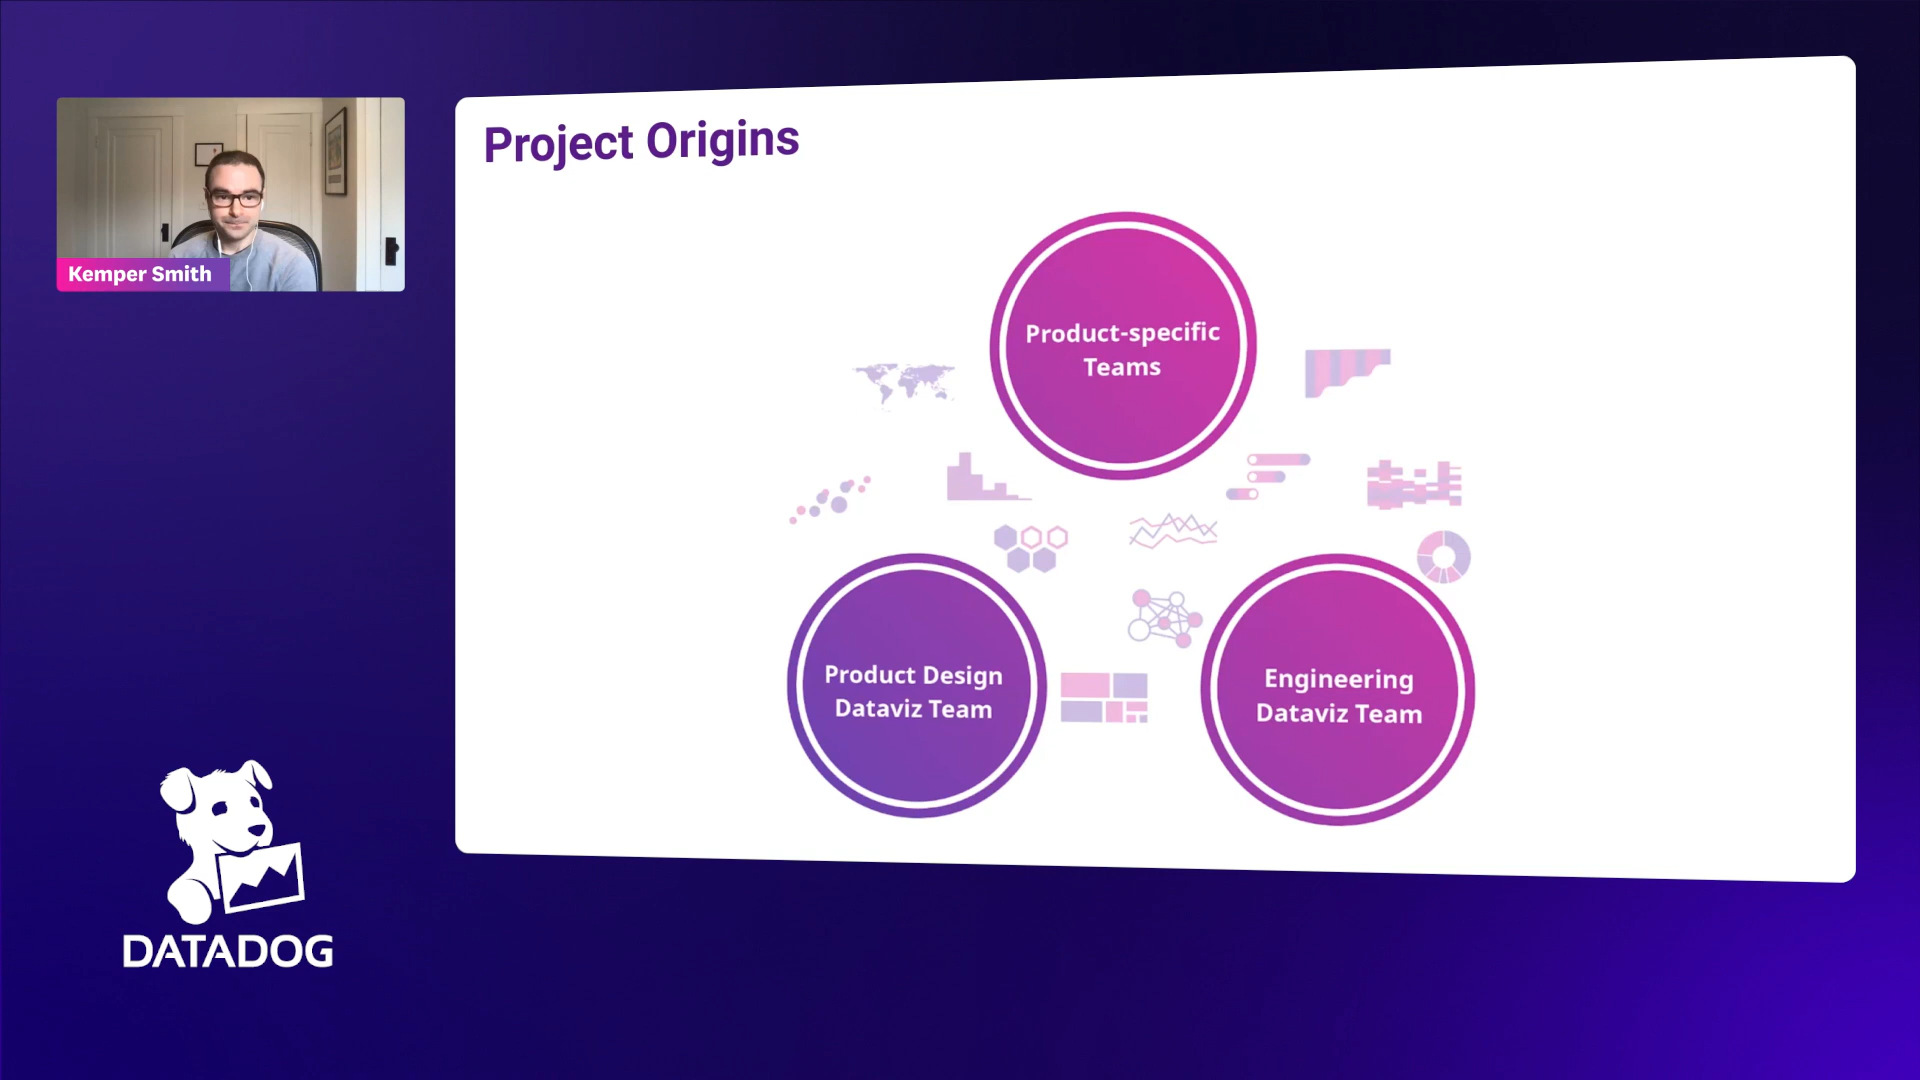 Project Origins
Kemper Smith
Product-specific
Teams
Product Design
Dataviz Team
Engineering
Dataviz Team
DATADOG